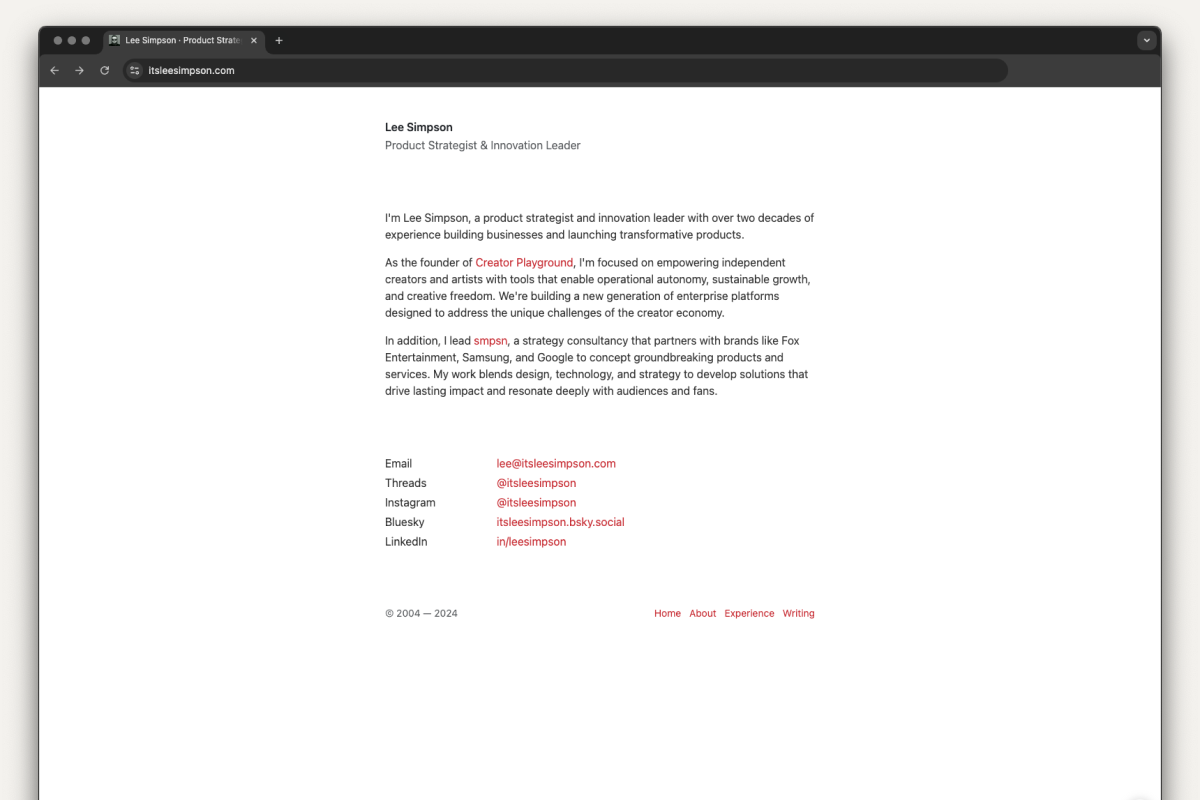 Lee Simpson · Product Strate
itsleesimpson.com
Lee Simpson
Product Strategist & Innovation Leader
I'm Lee Simpson, a product strategist and innovation leader with over two decades of
experience building businesses and launching transformative products.
As the founder of Creator Playground, I'm focused on empowering independent
creators and artists with tools that enable operational autonomy, sustainable growth,
and creative freedom. We're building a new generation of enterprise platforms
designed to address the unique challenges of the creator economy.
In addition, I lead smpsn, a strategy consultancy that partners with brands like Fox
Entertainment, Samsung, and Google to concept groundbreaking products and
services. My work blends design, technology, and strategy to develop solutions that
drive lasting impact and resonate deeply with audiences and fans.
Email lee@itsleesimpson.com
Threads @itsleesimpson
Instagram @itsleesimpson
Bluesky itsleesimpson.bsky.social
LinkedIn in/leesimpson
© 2004 — 2024 Home About Experience Writing